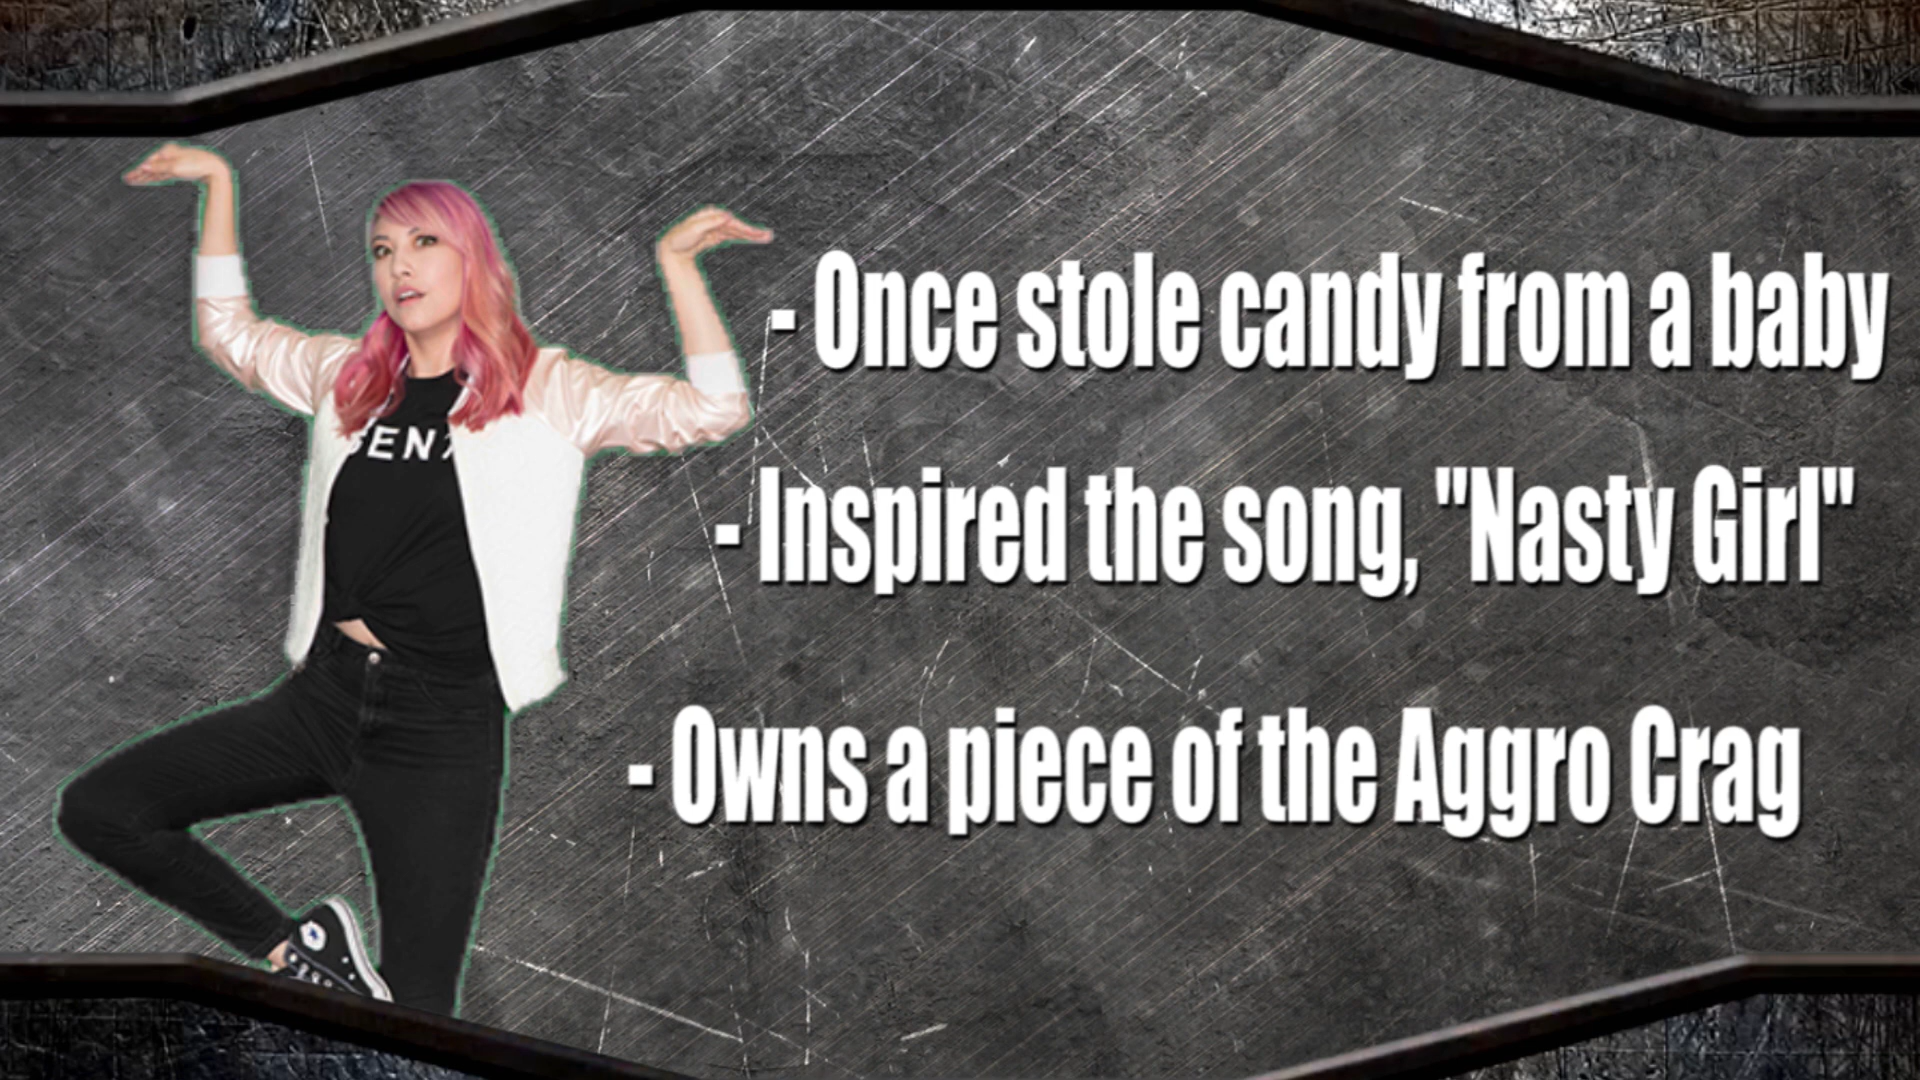 - Once stole candy from a baby
- Inspired the song, "Nasty Girl"
- Owns a piece of the Aggro Crag